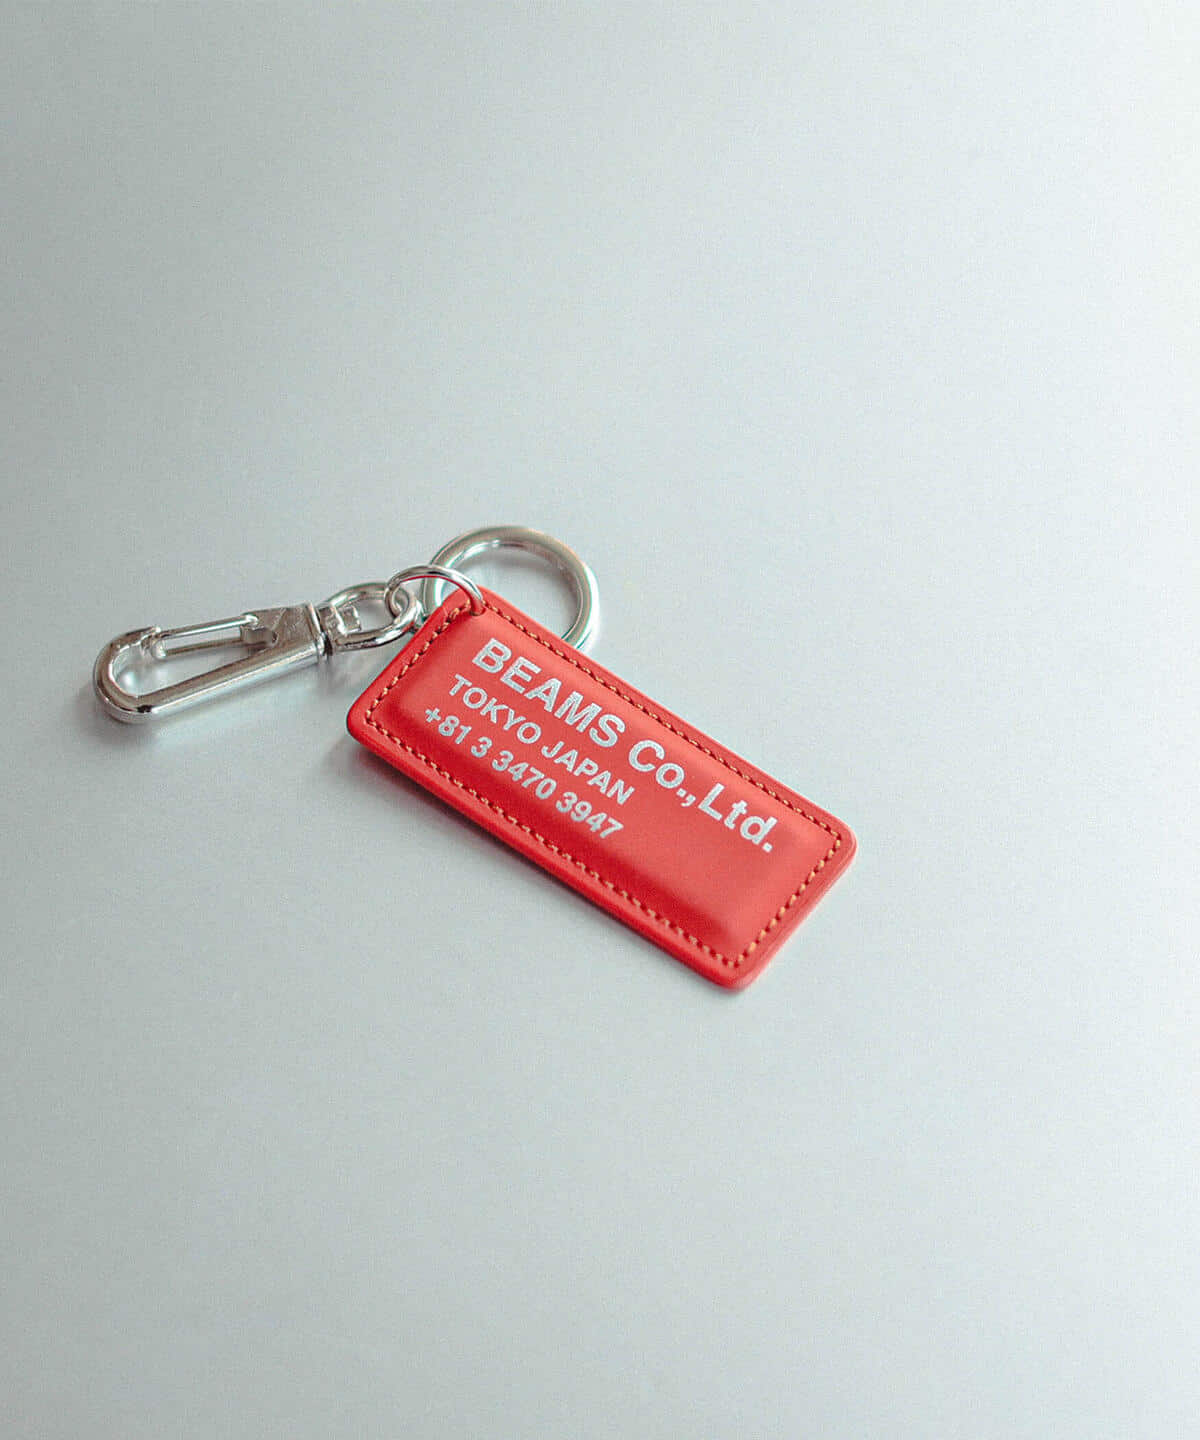 BEAMS Co.,Ltd.
TOKYO JAPAN
+81 3 3470 3947